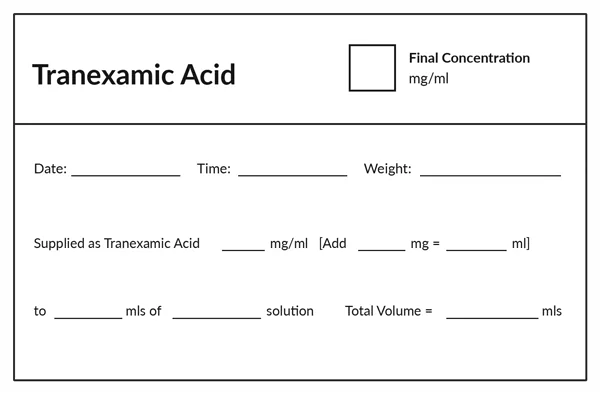 Tranexamic Acid
Final Concentration
mg/ml
Date: Time: Weight:
Supplied as Tranexamic Acid mg/ml [Add mg = ml]
to mls of solution Total Volume = mls